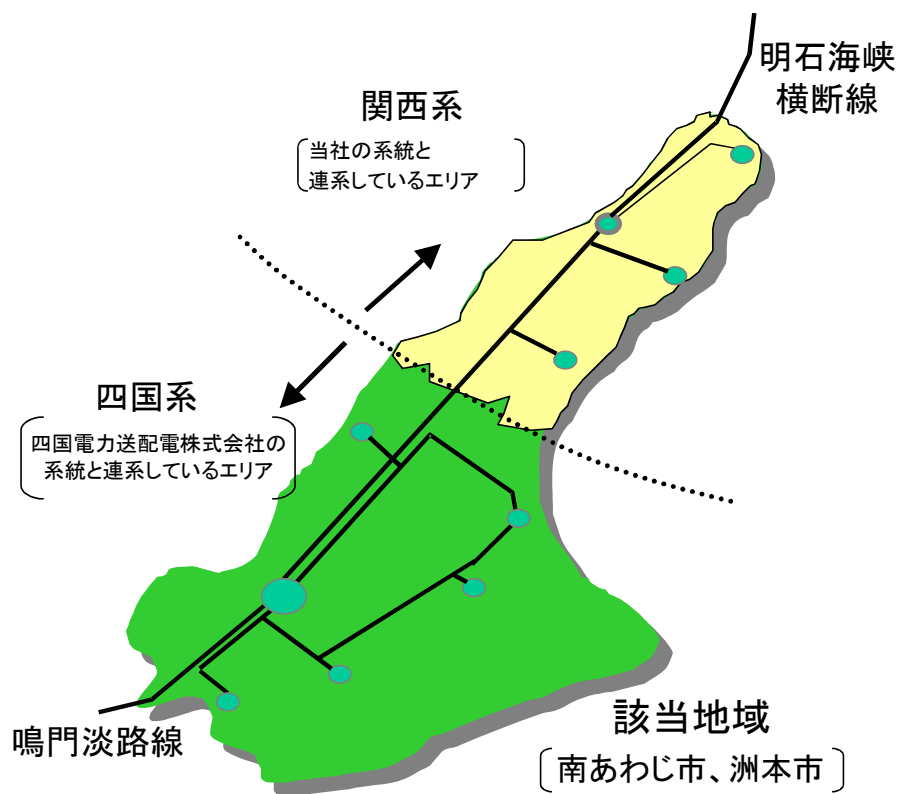 明石海峡
横断線
関西系
当社の系統と
連系しているエリア
四国系
四国電力送配電株式会社の
系統と連系しているエリア
鳴門淡路線
該当地域
南あわじ市、洲本市